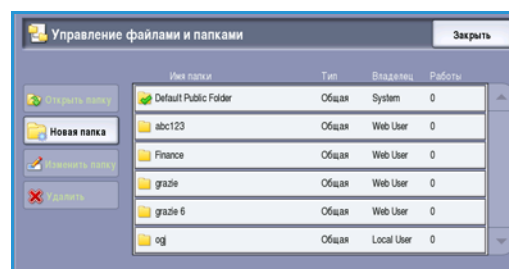 Управление файлами и папками
Закрыть
Имя папки Тип Владелец Работы
Открыть папку
Новая папка
Изменить папку
Удалить
Default Public Folder Общая System 0
abc123 Общая Web User 0
Finance Общая Web User 0
grazie Общая Web User 0
grazie 6 Общая Web User 0
ogj Общая Local User 0